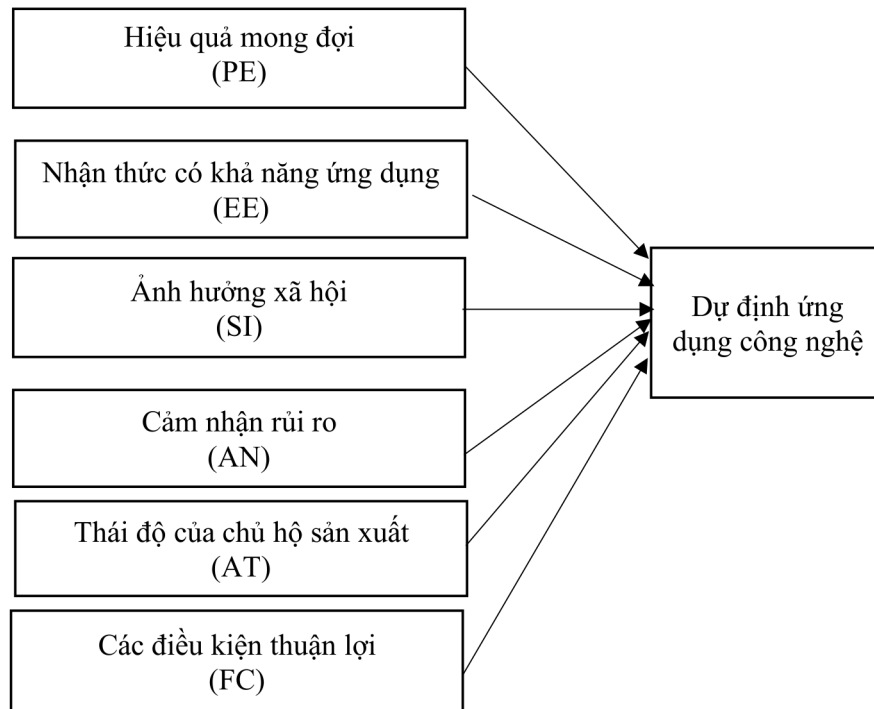 Hiệu quả mong đợi
(PE)
Nhận thức có khả năng ứng dụng
(EE)
Ảnh hưởng xã hội
(SI)
Cảm nhận rủi ro
(AN)
Thái độ của chủ hộ sản xuất
(AT)
Các điều kiện thuận lợi
(FC)
Dự định ứng
dụng công nghệ